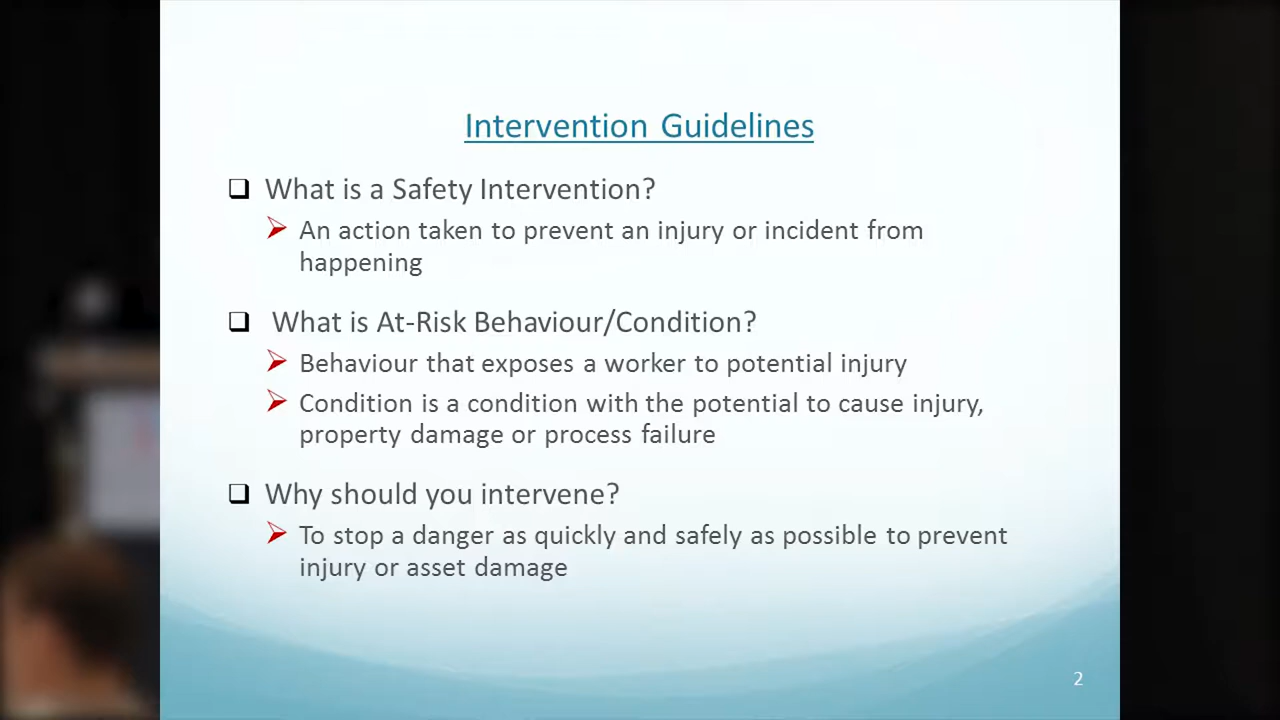 Intervention Guidelines
What is a Safety Intervention?
An action taken to prevent an injury or incident from
happening
What is At-Risk Behaviour/Condition?
Behaviour that exposes a worker to potential injury
Condition is a condition with the potential to cause injury,
property damage or process failure
Why should you intervene?
To stop a danger as quickly and safely as possible to prevent
injury or asset damage
2